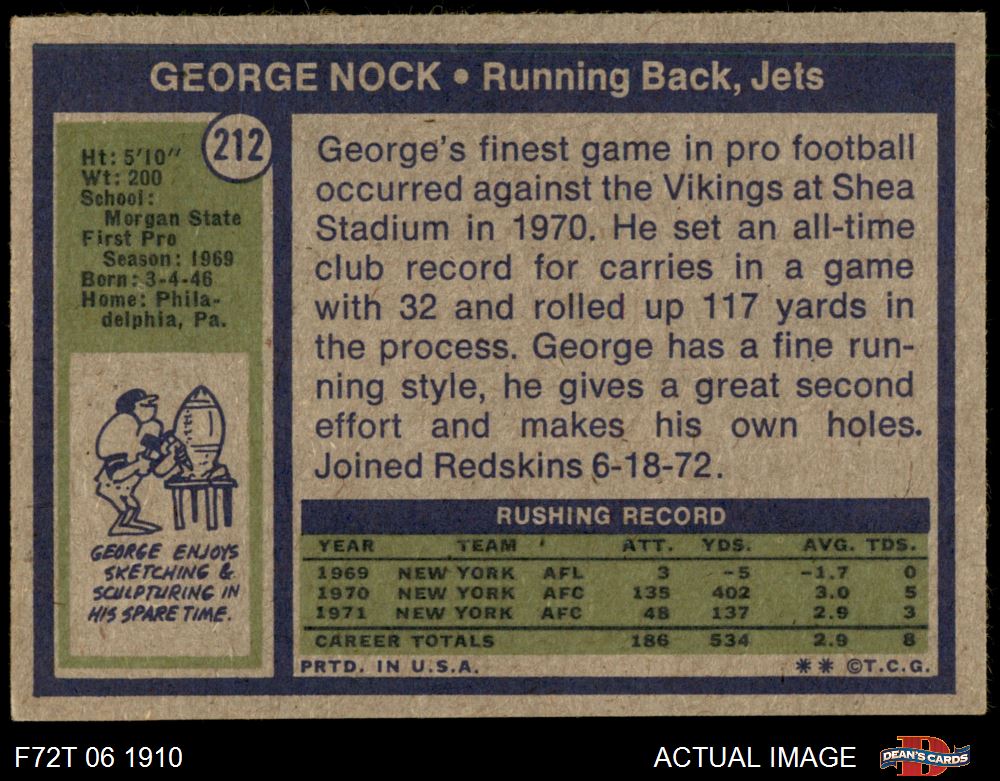 GEORGE NOCK • Running Back, Jets
212
Ht: 5'10"
Wt: 200
School:
Morgan State
First Pro
Season: 1969
Born: 3-4-46
Home: Phila-
delphia, Pa.
GEORGE ENJOYS
SKETCHING &
SCULPTURING IN
HIS SPARE TIME.
George's finest game in pro football
occurred against the Vikings at Shea
Stadium in 1970. He set an all-time
club record for carries in a game
with 32 and rolled up 117 yards in
the process. George has a fine run-
ning style, he gives a great second
effort and makes his own holes.
Joined Redskins 6-18-72.
RUSHING RECORD
YEAR TEAM ATT. YDS. AVG. TDS.
1969 NEW YORK AFL 3 -5 -1.7 0
1970 NEW YORK AFC 135 402 3.0 5
1971 NEW YORK AFC 48 137 2.9 3
CAREER TOTALS 186 534 2.9 8
PRTD. IN U.S.A. ** ©T.C.G.
F72T 06 1910 ACTUAL IMAGE DEAN'S CARDS